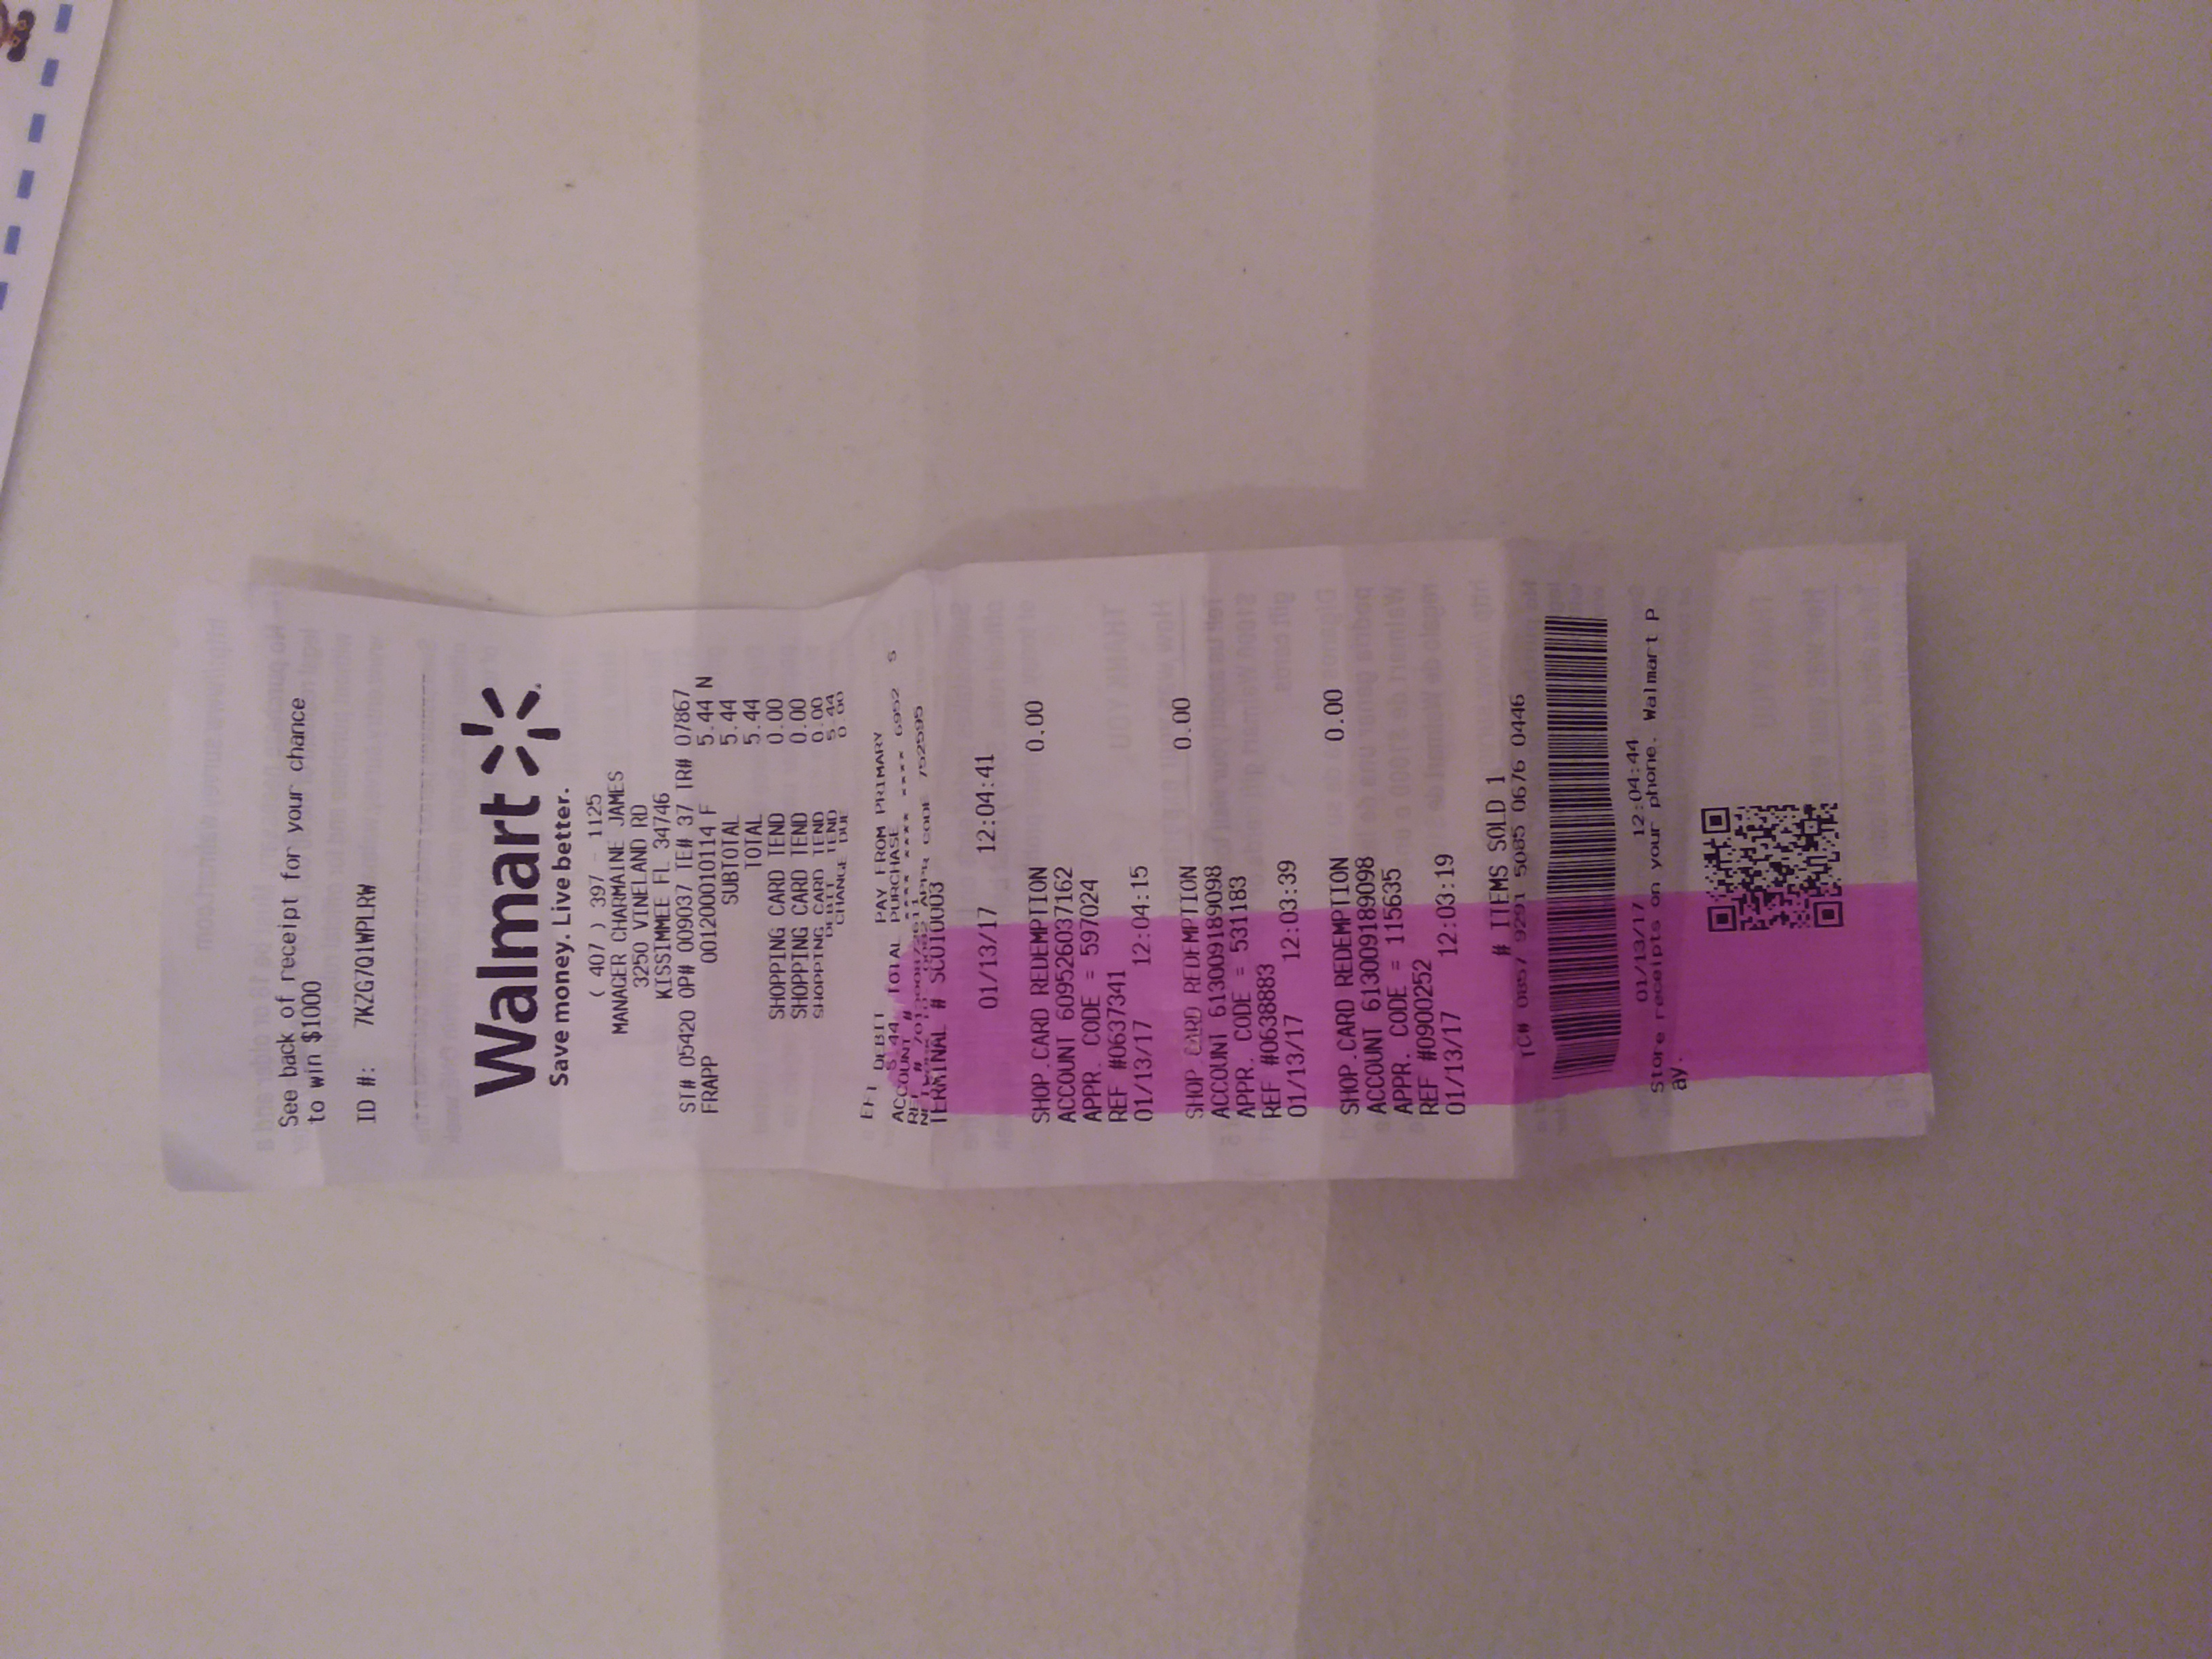 See back of receipt for your chance
to win $1000
ID #: 7KZG7Q1WPLRW
Walmart
Save money. Live better.
( 407 ) 397 - 1125
MANAGER CHARMAINE JAMES
3250 VINELAND RD
KISSIMMEE FL 34746
ST# 05420 OP# 009037 TE# 37 TR# 07867
FRAPP 001200010114 F 5.44 N
SUBTOTAL 5.44
TOTAL 5.44
SHOPPING CARD TEND 0.00
SHOPPING CARD TEND 0.00
SHOPPING CARD TEND 0.00
DEBIT TEND 5.44
CHANGE DUE 0.00
EFT DEBIT PAY FROM PRIMARY
5.44 TOTAL PURCHASE
ACCOUNT # **** **** **** 6952 S
REF # 701300872611
NETWORK ID. 0082 APPR CODE 752595
TERMINAL # SC010003
01/13/17 12:04:41
SHOP.CARD REDEMPTION 0.00
ACCOUNT 609526037162
APPR. CODE = 597024
REF #0637341
01/13/17 12:04:15
SHOP.CARD REDEMPTION 0.00
ACCOUNT 613009189098
APPR. CODE = 531183
REF #0638883
01/13/17 12:03:39
SHOP.CARD REDEMPTION 0.00
ACCOUNT 613009189098
APPR. CODE = 115635
REF #0900252
01/13/17 12:03:19
# ITEMS SOLD 1
TC# 0857 9291 5085 0676 0446
01/13/17 12:04:44
Store receipts on your phone. Walmart P
ay.